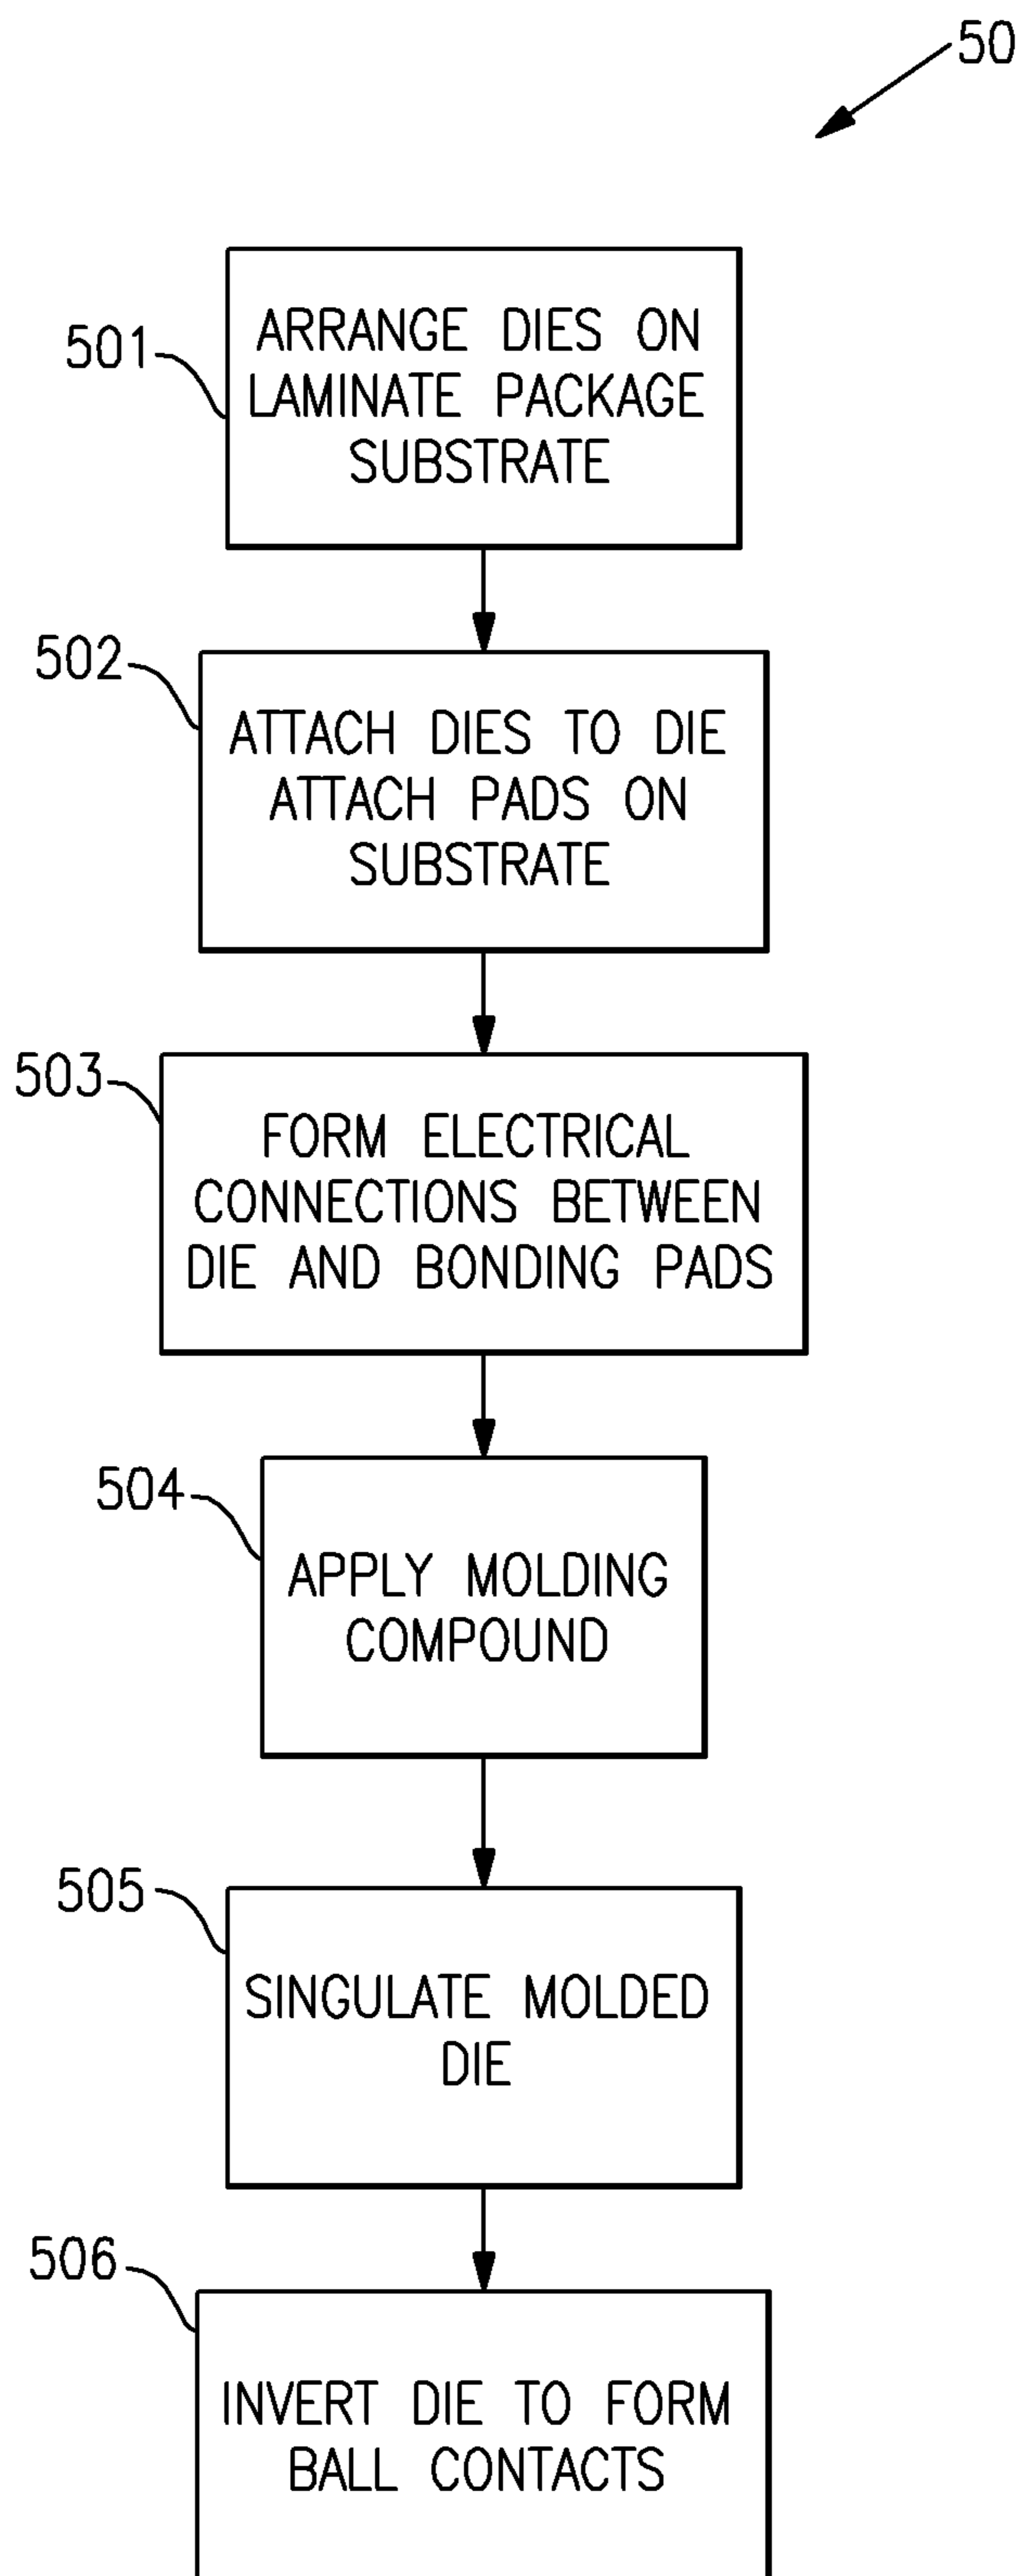 50
501
ARRANGE DIES ON
LAMINATE PACKAGE
SUBSTRATE
502
ATTACH DIES TO DIE
ATTACH PADS ON
SUBSTRATE
503
FORM ELECTRICAL
CONNECTIONS BETWEEN
DIE AND BONDING PADS
504
APPLY MOLDING
COMPOUND
505
SINGULATE MOLDED
DIE
506
INVERT DIE TO FORM
BALL CONTACTS